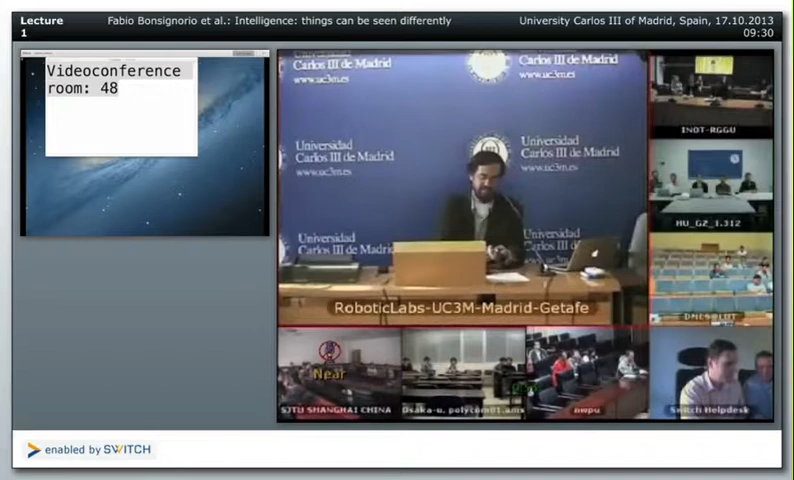 Lecture
1
Fabio Bonsignorio et al.: Intelligence: things can be seen differently
University Carlos III of Madrid, Spain, 17.10.2013
09:30
Videoconference
room: 48
Carlos III de Madrid
www.uc3m.es
Carlos III de Madrid
www.uc3m.es
Universidad
Carlos III de Madrid
www.uc3m.es
Universidad
Carlos III de Madrid
www.uc3m.es
Universidad
Carlos III de Madrid
Universidad
Carlos III de Madrid
RoboticLabs-UC3M-Madrid-Getafe
INOT-RGGU
HU_GZ_1.312
Near
SJTU SHANGHAI CHINA
Osaka-u. polycom01.ams
nwpu
Switch Helpdesk
enabled by SWITCH